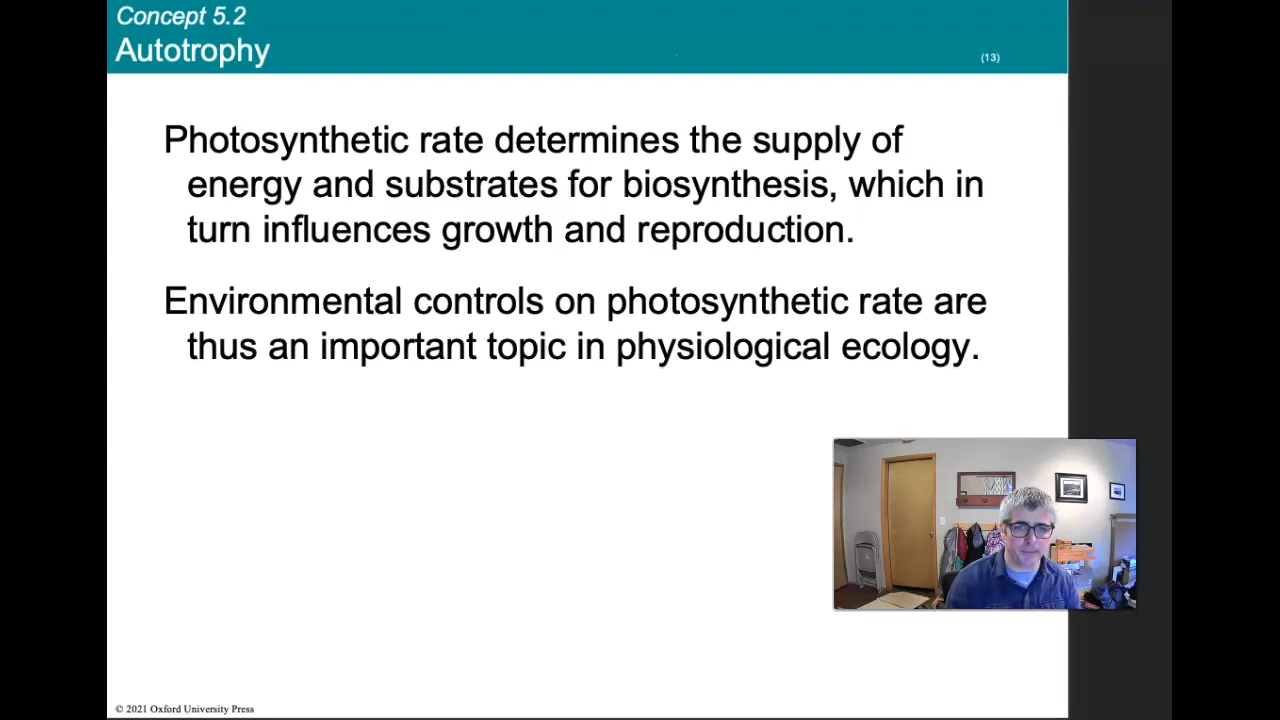 Concept 5.2
Autotrophy
(13)
Photosynthetic rate determines the supply of
energy and substrates for biosynthesis, which in
turn influences growth and reproduction.
Environmental controls on photosynthetic rate are
thus an important topic in physiological ecology.
© 2021 Oxford University Press